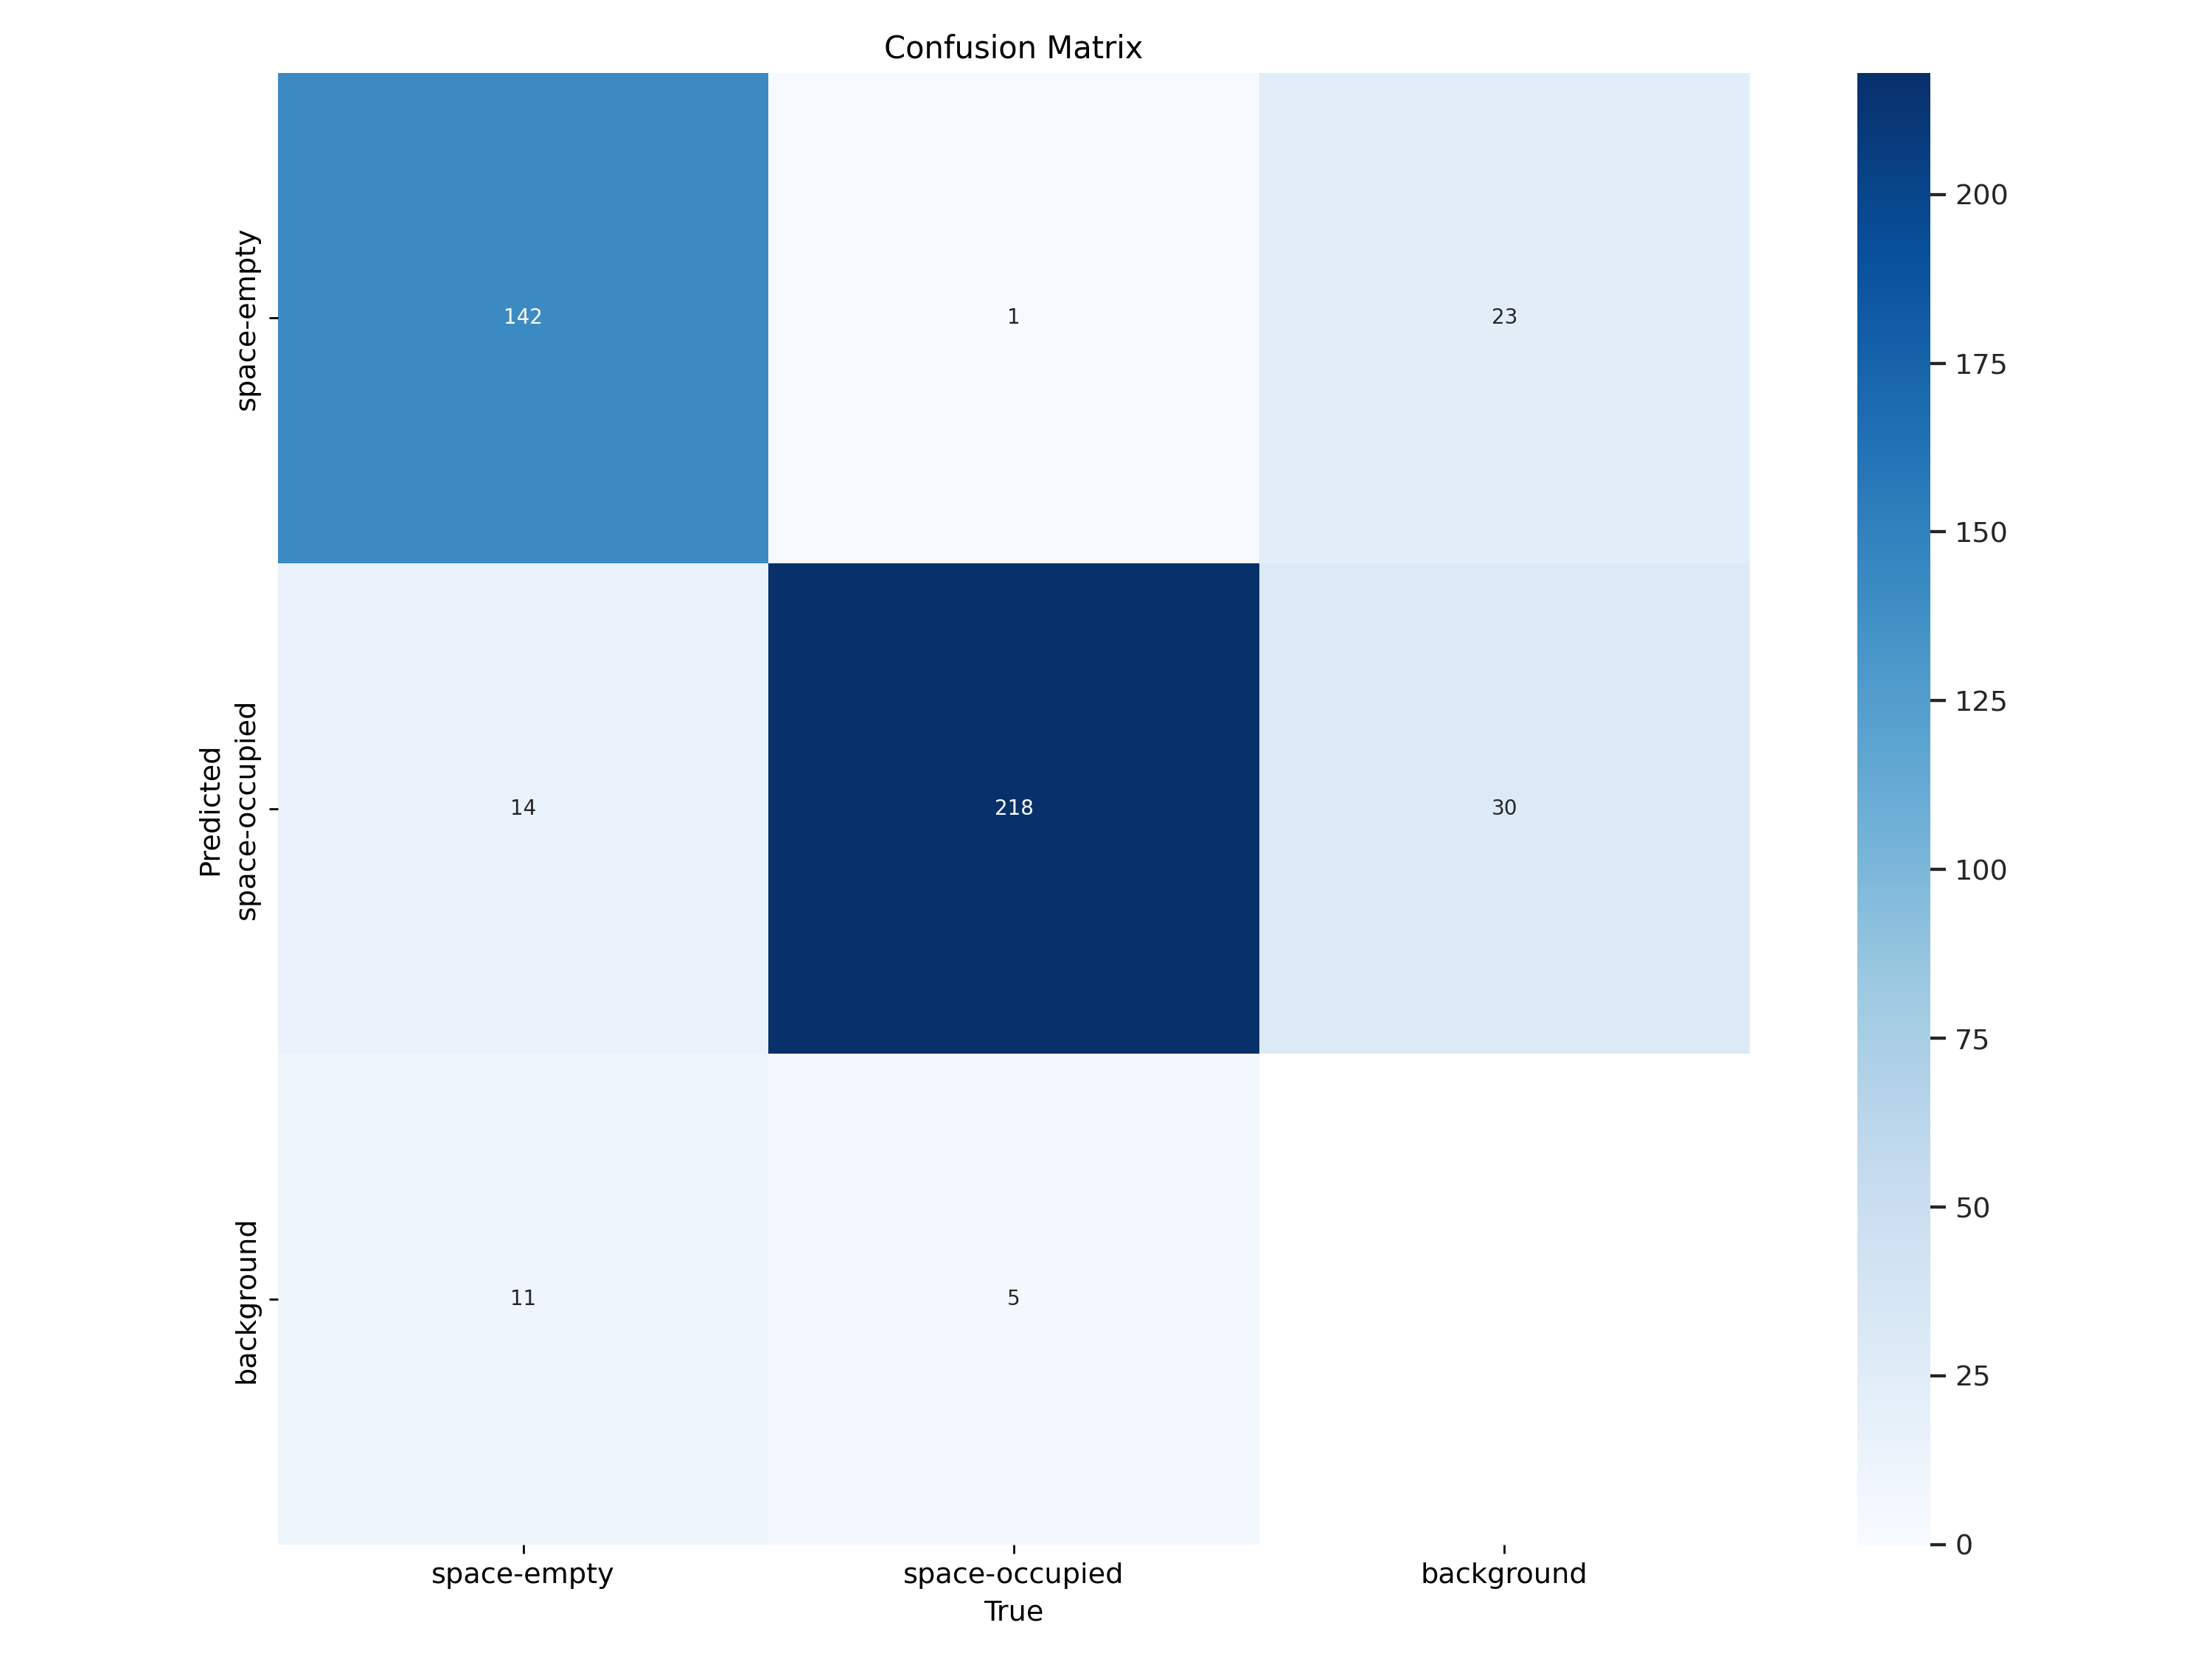 Confusion Matrix
Predicted
space-empty
142
1
23
space-occupied
14
218
30
background
11
5
space-empty
space-occupied
background
True
200
175
150
125
100
75
50
25
0